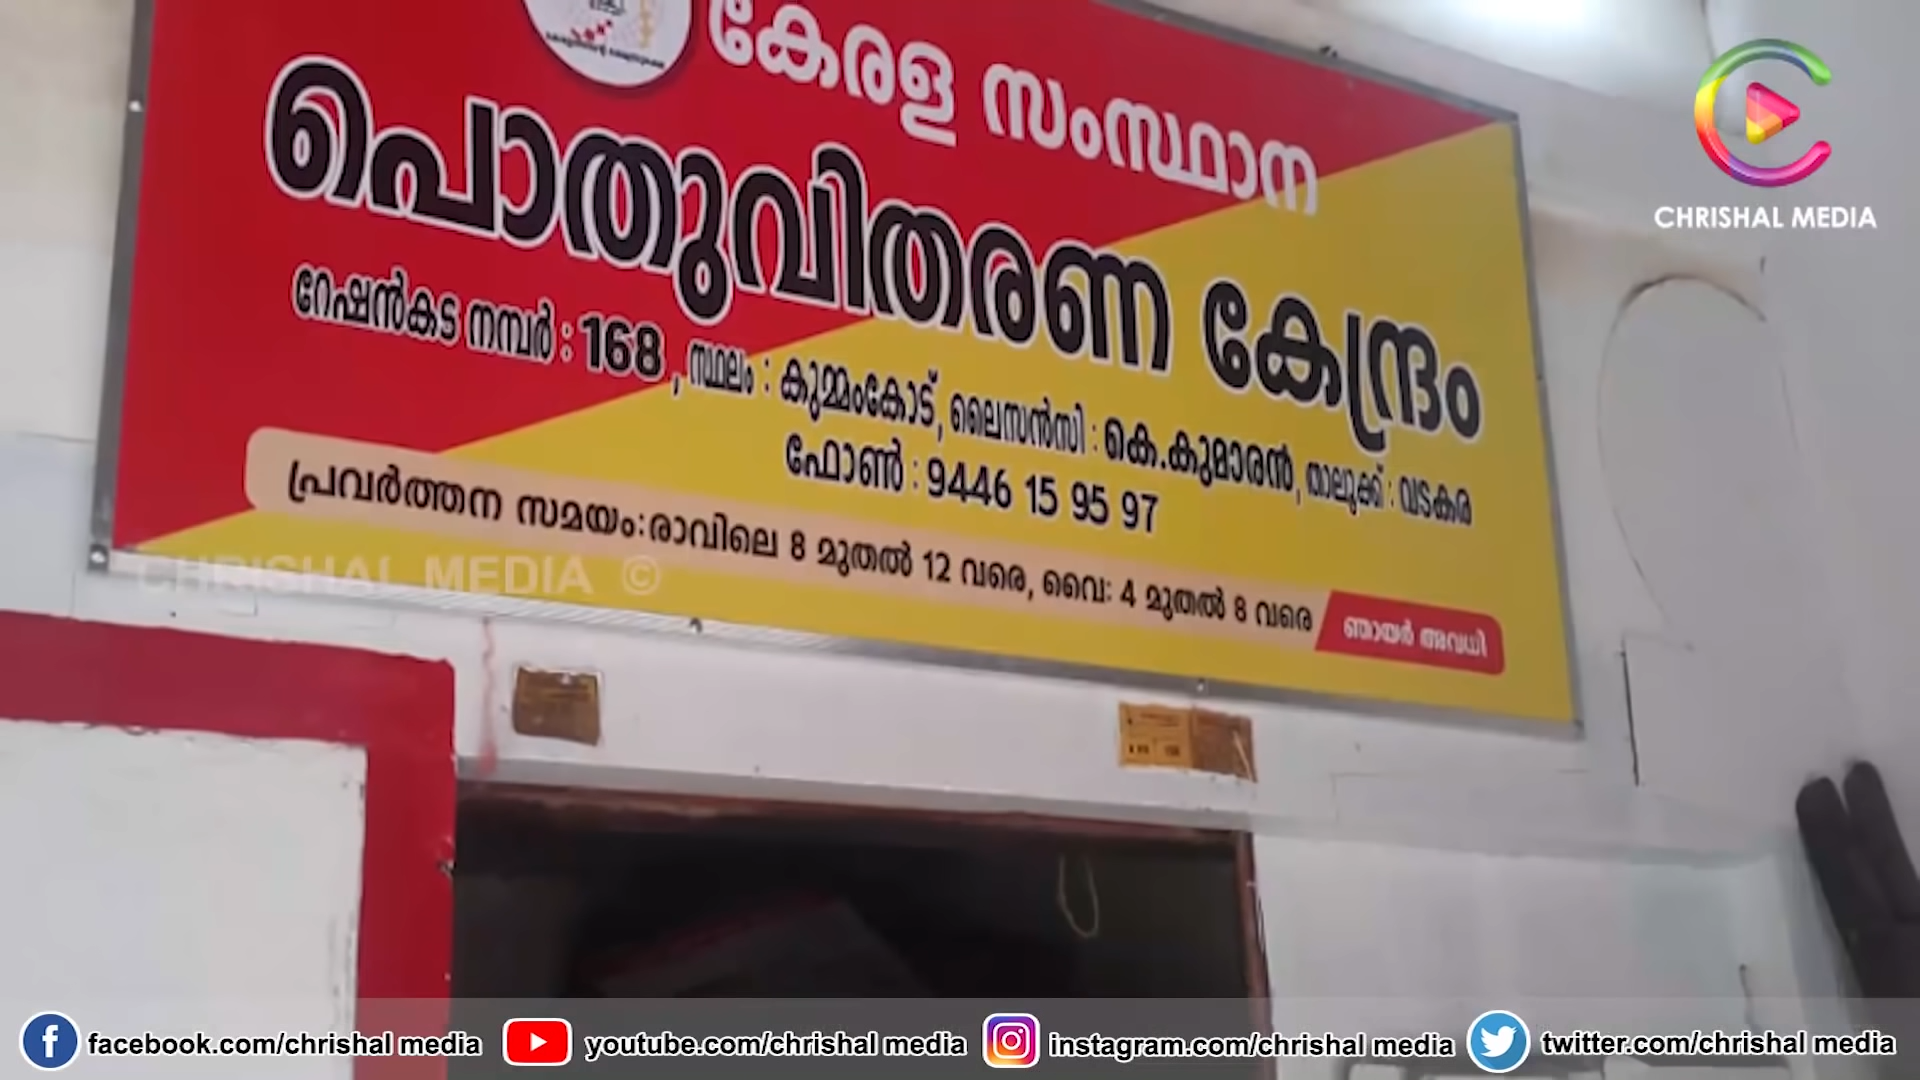 കേരള സംസ്ഥാന
പൊതുവിതരണ കേന്ദ്രം
റേഷൻകട നമ്പർ : 168 , സ്ഥലം : കുമ്മംകോട്, ലൈസൻസി : കെ.കുമാരൻ, താലൂക്ക് : വടകര
ഫോൺ : 9446 15 95 97
പ്രവർത്തന സമയം:രാവിലെ 8 മുതൽ 12 വരെ, വൈ: 4 മുതൽ 8 വരെ
ഞായർ അവധി
CHRISHAL MEDIA
CHRISHAL MEDIA ©
facebook.com/chrishal media
youtube.com/chrishal media
instagram.com/chrishal media
twitter.com/chrishal media